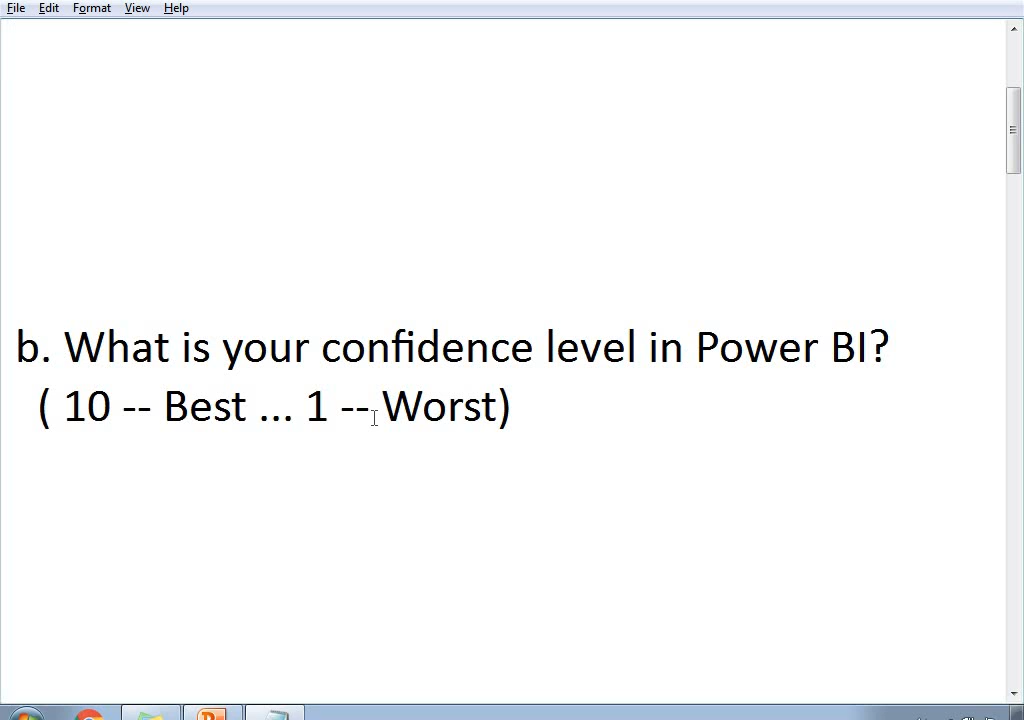 File Edit Format View Help
b. What is your confidence level in Power BI?
( 10 -- Best ... 1 -- Worst)